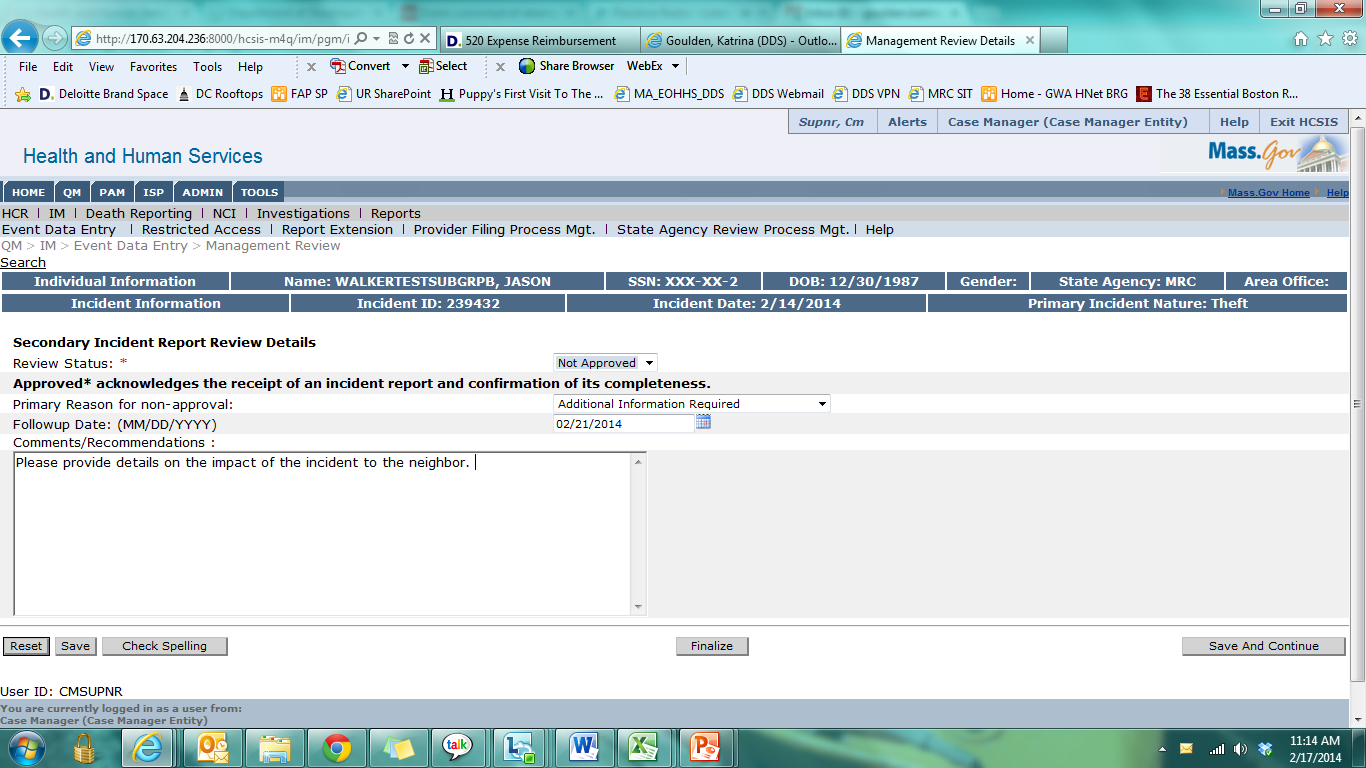 http://170.63.204.236:8000/hcsis-m4q/im/pgm/i
520 Expense Reimbursement
Goulden, Katrina (DDS) - Outlo...
Management Review Details
File Edit View Favorites Tools Help
Convert Select
Share Browser WebEx
Deloitte Brand Space DC Rooftops FAP SP UR SharePoint Puppy's First Visit To The ... MA_EOHHS_DDS DDS Webmail DDS VPN MRC SIT Home - GWA HNet BRG The 38 Essential Boston R...
Supnr, Cm Alerts Case Manager (Case Manager Entity) Help Exit HCSIS
Health and Human Services
Mass.Gov
HOME QM PAM ISP ADMIN TOOLS
Mass.Gov Home Help
HCR | IM | Death Reporting | NCI | Investigations | Reports
Event Data Entry | Restricted Access | Report Extension | Provider Filing Process Mgt. | State Agency Review Process Mgt. | Help
QM > IM > Event Data Entry > Management Review
Search
Individual Information Name: WALKERTESTSUBGRPB, JASON SSN: XXX-XX-2 DOB: 12/30/1987 Gender: State Agency: MRC Area Office:
Incident Information Incident ID: 239432 Incident Date: 2/14/2014 Primary Incident Nature: Theft
Secondary Incident Report Review Details
Review Status: * Not Approved
Approved* acknowledges the receipt of an incident report and confirmation of its completeness.
Primary Reason for non-approval: Additional Information Required
Followup Date: (MM/DD/YYYY) 02/21/2014
Comments/Recommendations :
Please provide details on the impact of the incident to the neighbor.
Reset Save Check Spelling Finalize Save And Continue
User ID: CMSUPNR
You are currently logged in as a user from:
Case Manager (Case Manager Entity)
talk
11:14 AM
2/17/2014